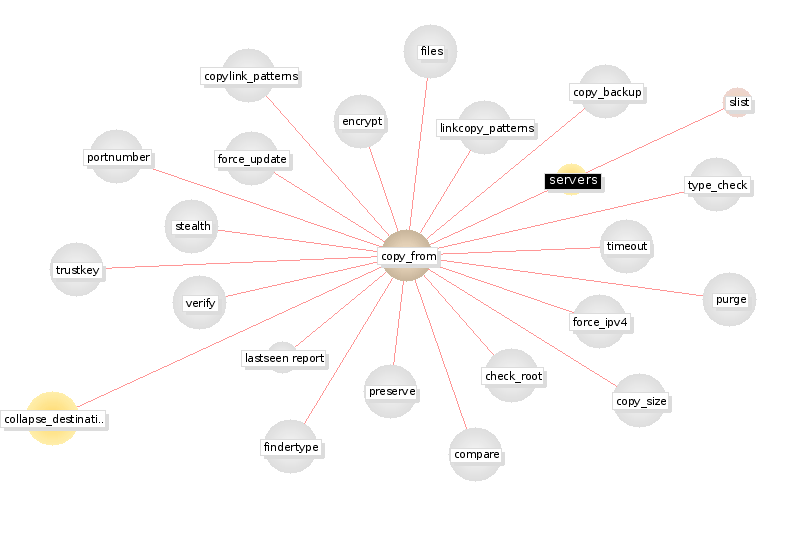 files
copylink_patterns
copy_backup
slist
encrypt
linkcopy_patterns
portnumber
force_update
servers
type_check
stealth
timeout
copy_from
trustkey
verify
purge
force_ipv4
lastseen report
check_root
preserve
copy_size
collapse_destinati..
findertype
compare